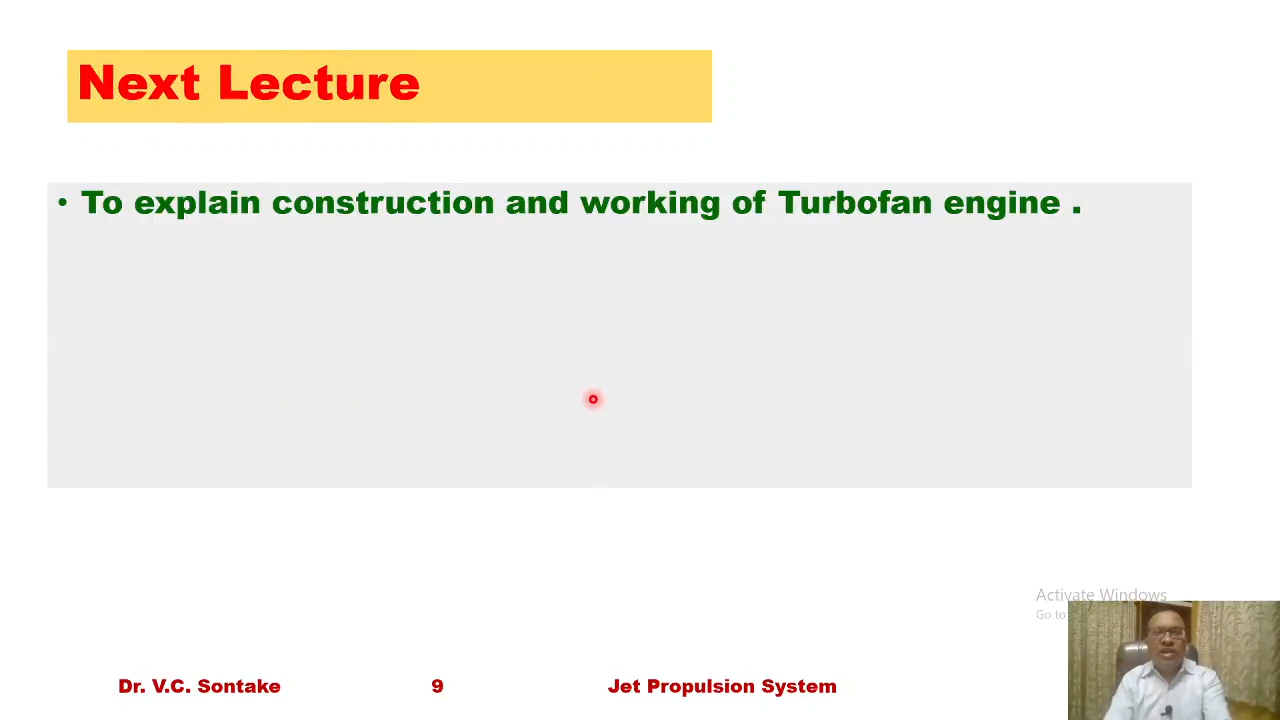 Next Lecture
• To explain construction and working of Turbofan engine .
Activate Windows
Go to
Dr. V.C. Sontake 9 Jet Propulsion System